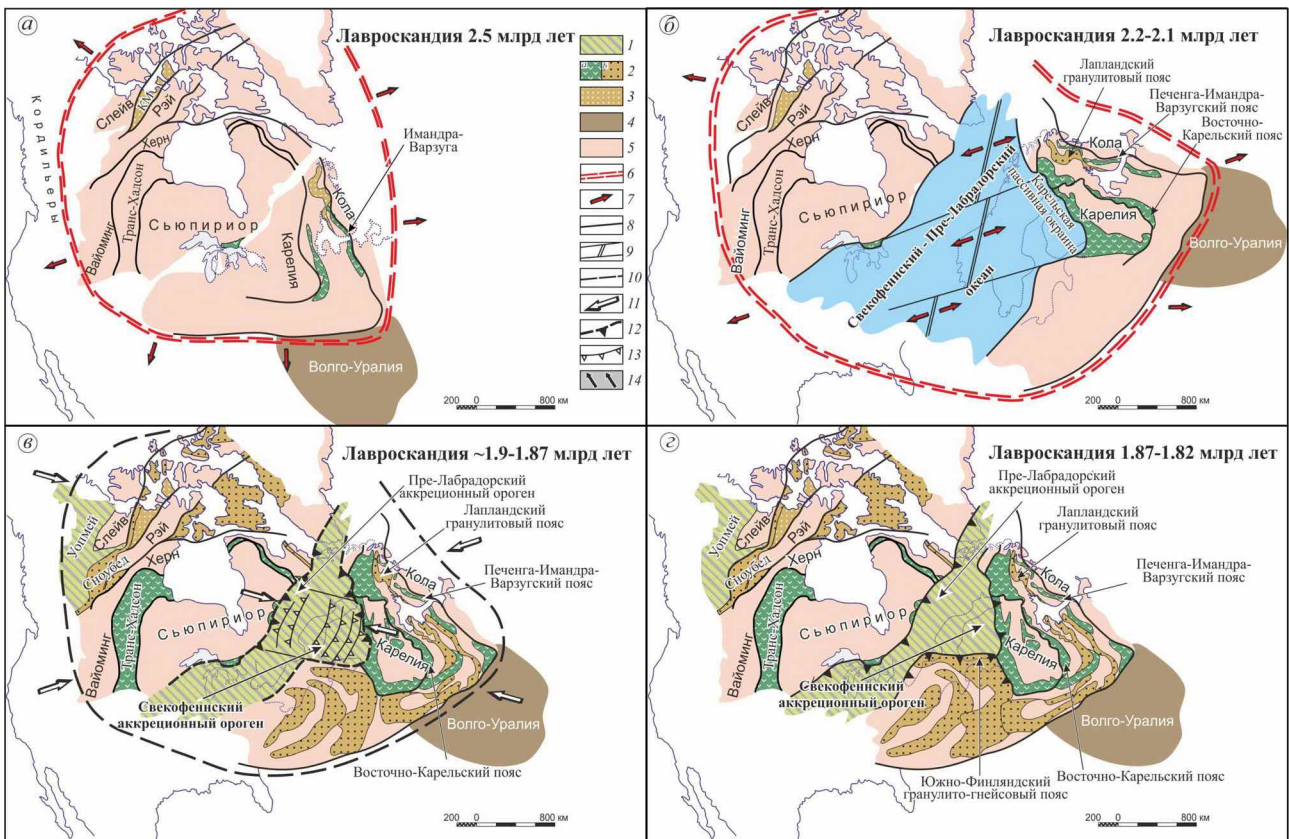 а
Лавроскандия 2.5 млрд лет
Кордильеры
Слейв
КМ
Рэй
Херн
Вайоминг
Транс-Хадсон
Сьюпириор
Карелия
Кола
Имандра-
Варзуга
Волго-Уралия
200 0 800 км
1
а б
2
3
4
5
6
7
8
9
10
11
12
13
14
б
Лавроскандия 2.2-2.1 млрд лет
Лапландский
гранулитовый пояс
Печенга-Имандра-
Варзугский пояс
Восточно-
Карельский пояс
Слейв
Рэй
Херн
Вайоминг
Транс-Хадсон
Сьюпириор
Свекофеннский - Пре-Лабралорский
океан
Карельская
пассивная окраина
Кола
Карелия
Волго-Уралия
200 0 800 км
в
Лавроскандия ~1.9-1.87 млрд лет
Пре-Лабрадорский
аккреционный ороген
Лапландский
гранулитовый пояс
Печенга-Имандра-
Варзугский пояс
Уопмей
Слейв
Сноубед
Рэй
Херн
Вайоминг
Транс-Хадсон
Сьюпириор
Кола
Карелия
Свекофеннский
аккреционный ороген
Волго-Уралия
Восточно-Карельский пояс
200 0 800 км
г
Лавроскандия 1.87-1.82 млрд лет
Пре-Лабрадорский
аккреционный ороген
Лапландский
гранулитовый пояс
Печенга-Имандра-
Варзугский пояс
Уопмей
Слейв
Сноубед
Рэй
Херн
Вайоминг
Транс-Хадсон
Сьюпириор
Кола
Карелия
Свекофеннский
аккреционный ороген
Волго-Уралия
Южно-Финляндский
гранулито-гнейсовый пояс
Восточно-Карельский пояс
200 0 800 км